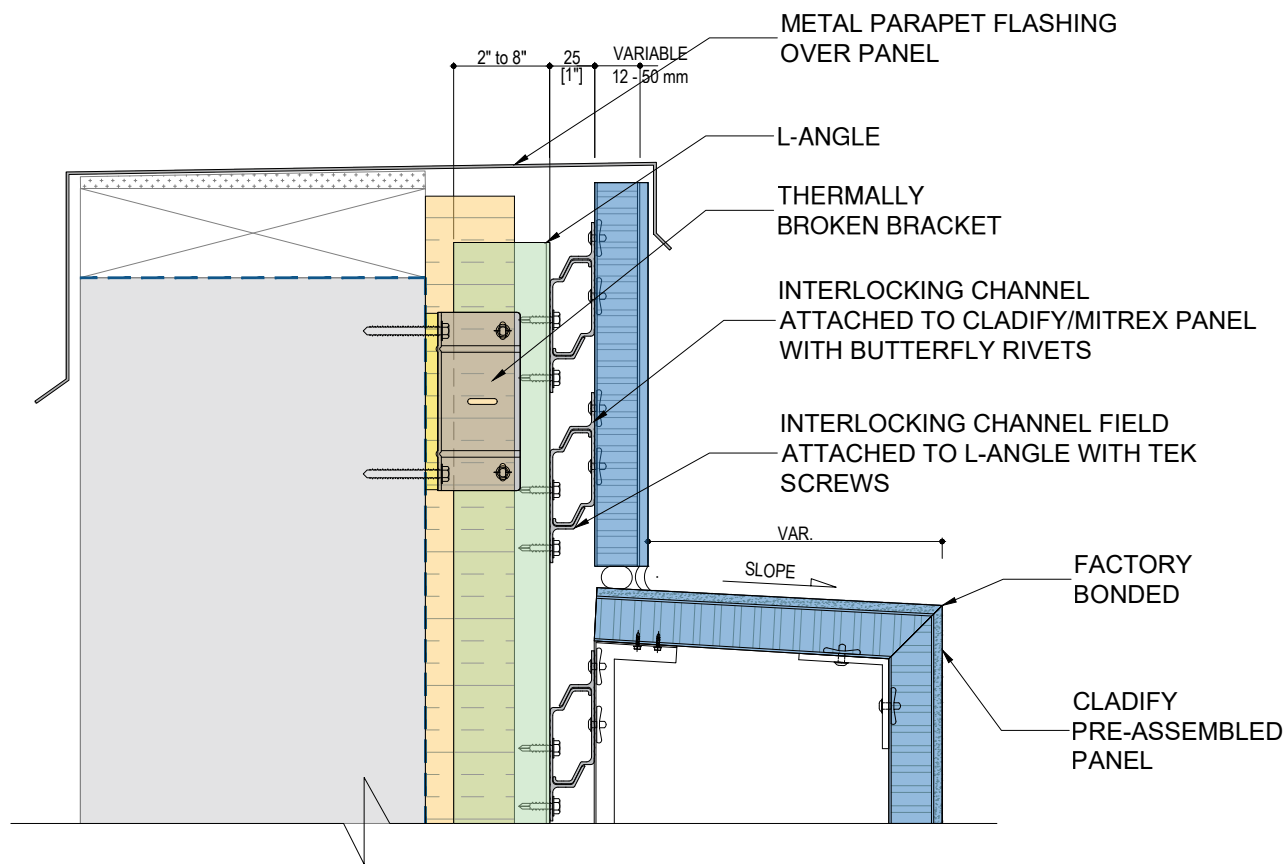 METAL PARAPET FLASHING
OVER PANEL
2" to 8"
25
[1"]
VARIABLE
12 - 50 mm
L-ANGLE
THERMALLY
BROKEN BRACKET
INTERLOCKING CHANNEL
ATTACHED TO CLADIFY/MITREX PANEL
WITH BUTTERFLY RIVETS
INTERLOCKING CHANNEL FIELD
ATTACHED TO L-ANGLE WITH TEK
SCREWS
VAR.
SLOPE
FACTORY
BONDED
CLADIFY
PRE-ASSEMBLED
PANEL